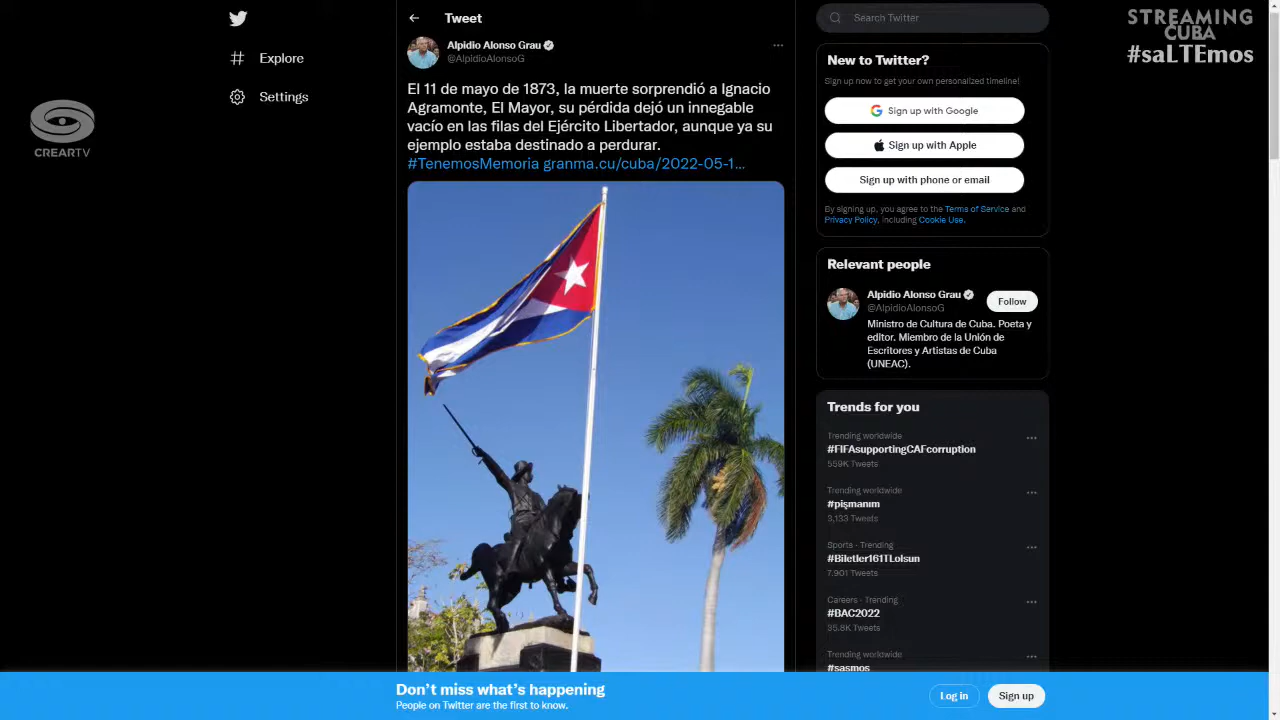 Tweet
Search Twitter
STREAMING
CUBA
#saLTEmos
Explore
Settings
CREARTV
Alpidio Alonso Grau
@AlpidioAlonsoG
El 11 de mayo de 1873, la muerte sorprendió a Ignacio
Agramonte, El Mayor, su pérdida dejó un innegable
vacío en las filas del Ejército Libertador, aunque ya su
ejemplo estaba destinado a perdurar.
#TenemosMemoria granma.cu/cuba/2022-05-1…
New to Twitter?
Sign up now to get your own personalized timeline!
Sign up with Google
Sign up with Apple
Sign up with phone or email
By signing up, you agree to the Terms of Service and
Privacy Policy, including Cookie Use.
Relevant people
Alpidio Alonso Grau
@AlpidioAlonsoG
Follow
Ministro de Cultura de Cuba. Poeta y
editor. Miembro de la Unión de
Escritores y Artistas de Cuba
(UNEAC).
Trends for you
Trending worldwide
#FIFAsupportingCAFcorruption
559K Tweets
Trending worldwide
#pişmanım
3,133 Tweets
Sports · Trending
#Biletler161TLolsun
7,901 Tweets
Careers · Trending
#BAC2022
35.8K Tweets
Trending worldwide
#sasmos
Don't miss what's happening
People on Twitter are the first to know.
Log in
Sign up